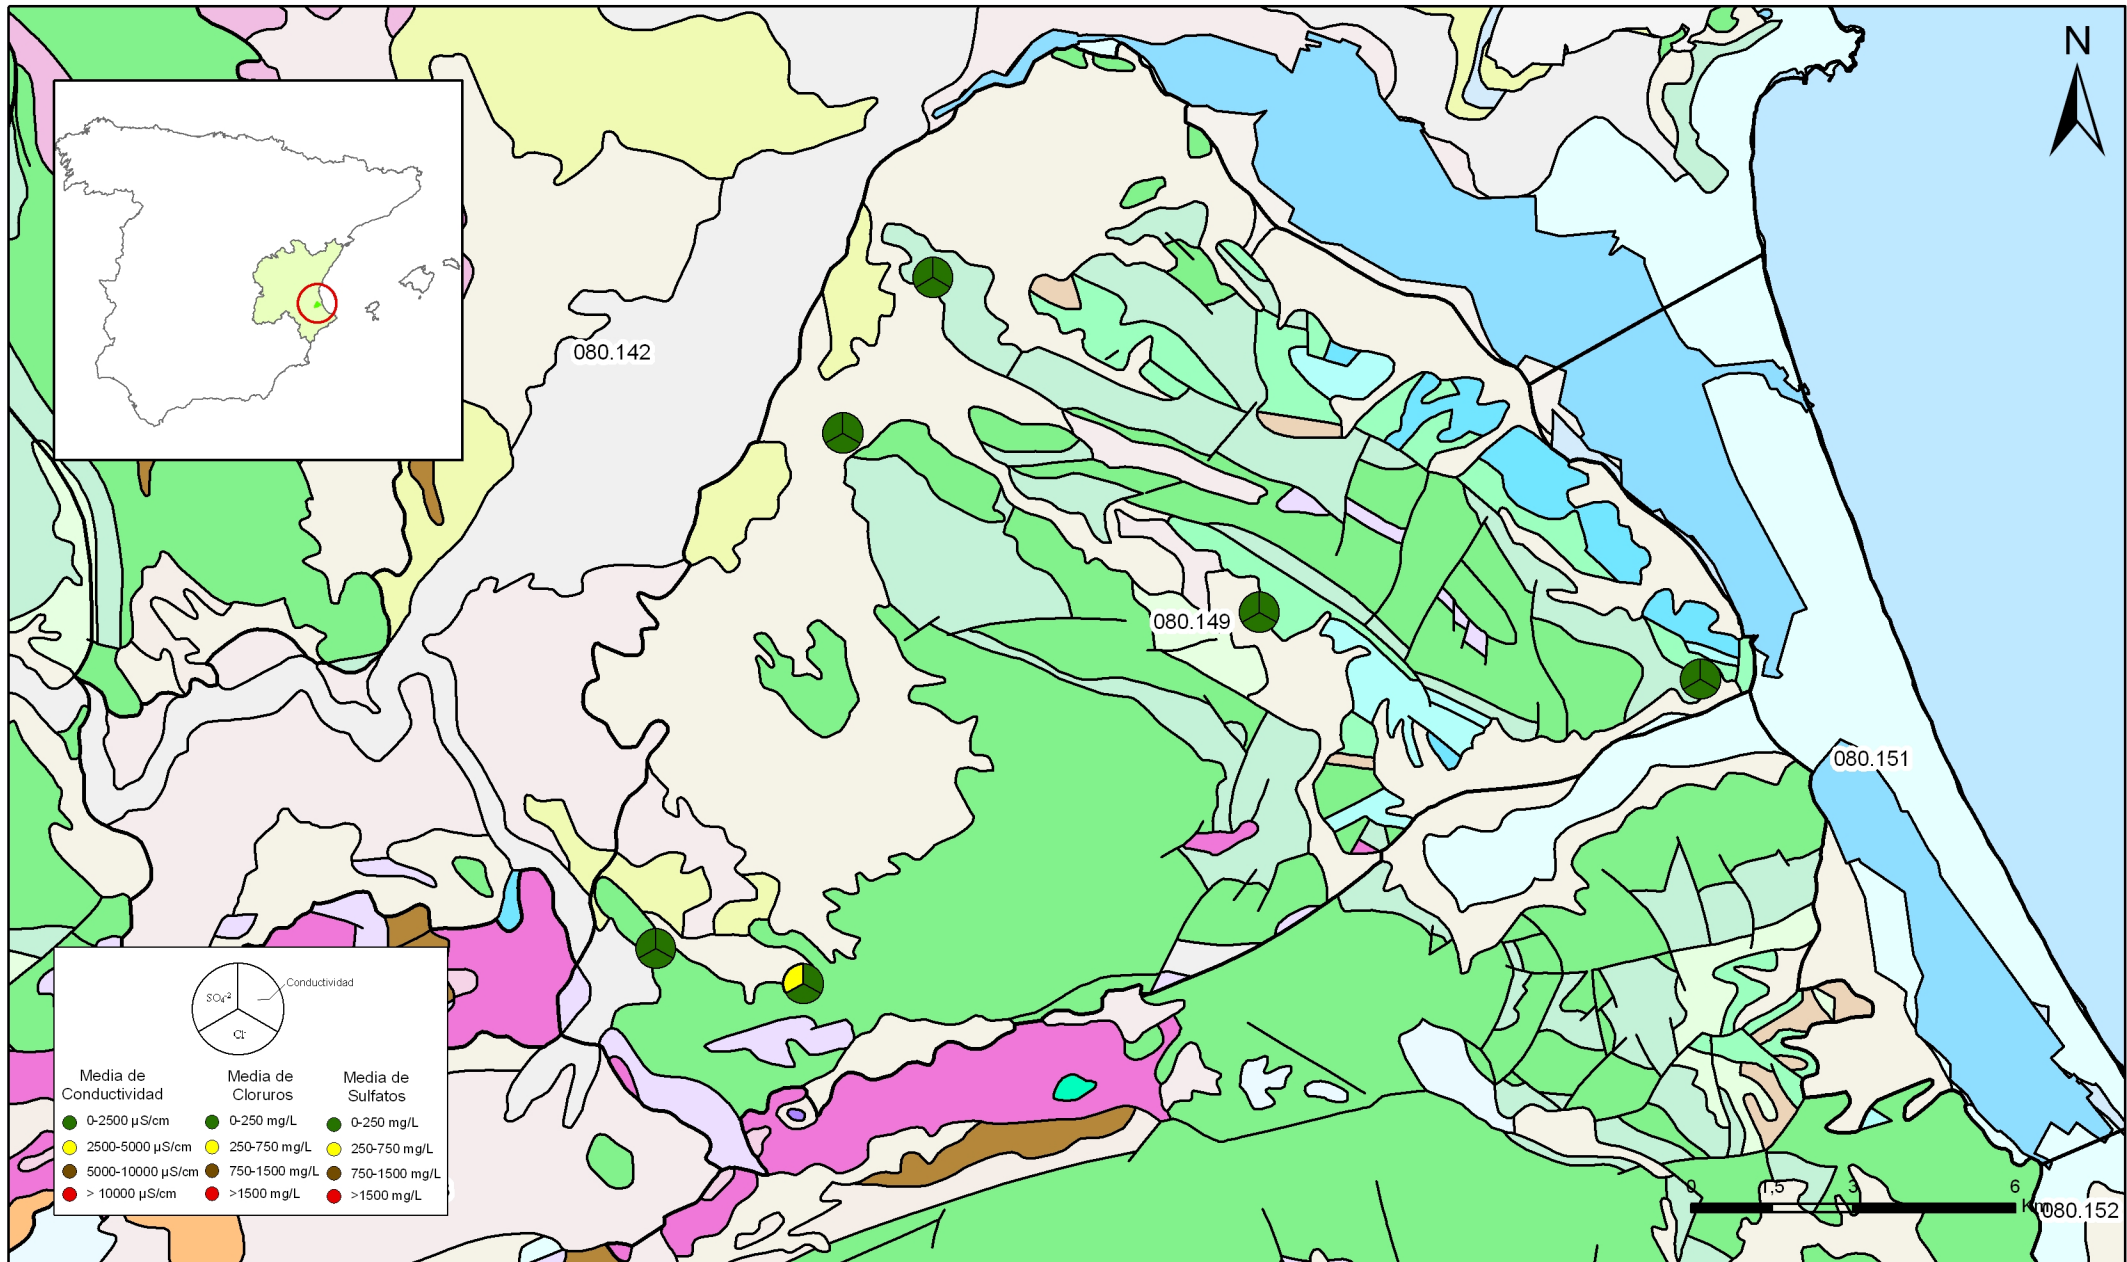 N
080.142
080.149
080.151
SO₄⁻²
Conductividad
Cl⁻
Media de
Conductividad
0-2500 µS/cm
2500-5000 µS/cm
5000-10000 µS/cm
> 10000 µS/cm
Media de
Cloruros
0-250 mg/L
250-750 mg/L
750-1500 mg/L
>1500 mg/L
Media de
Sulfatos
0-250 mg/L
250-750 mg/L
750-1500 mg/L
>1500 mg/L
0 1,5 3 6
Km
080.152